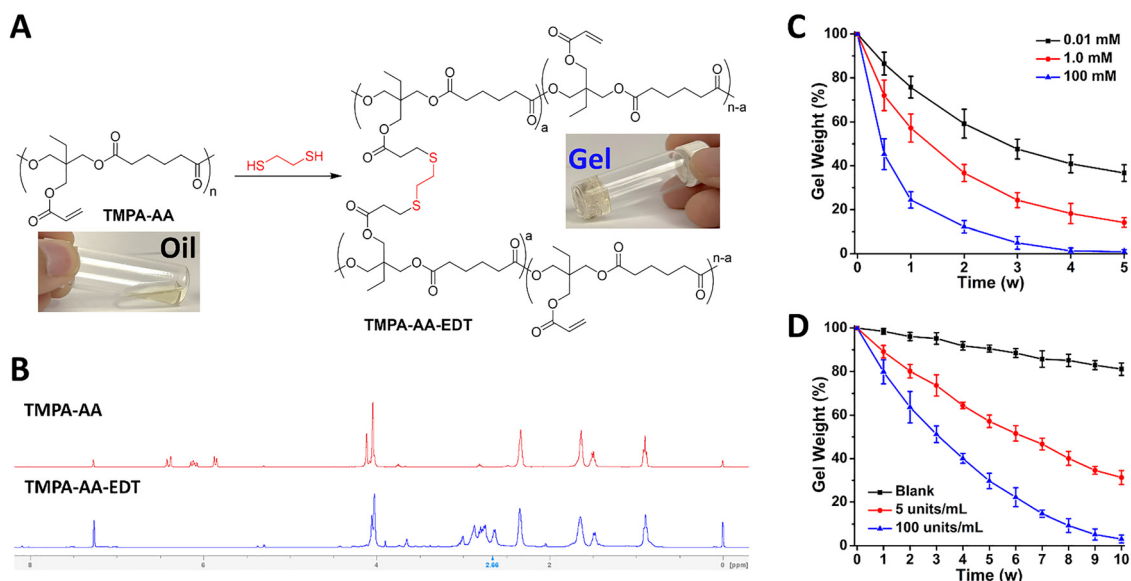 A
O
O
O
O
O
n
TMPA-AA
Oil
HS
SH
O
O
O
O
O
a
O
O
O
O
O
n-a
O
O
S
S
O
O
O
O
O
O
a
O
O
O
O
O
n-a
TMPA-AA-EDT
Gel
B
TMPA-AA
TMPA-AA-EDT
8
6
4
2.66
2
0
[ppm]
C
Gel Weight (%)
100
80
60
40
20
0
0.01 mM
1.0 mM
100 mM
0 1 2 3 4 5
Time (w)
D
Gel Weight (%)
100
80
60
40
20
0
Blank
5 units/mL
100 units/mL
0 1 2 3 4 5 6 7 8 9 10
Time (w)